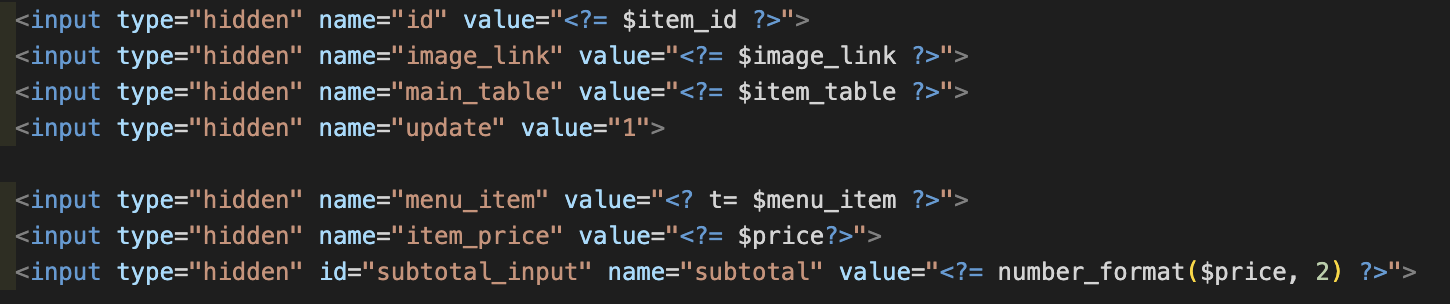 <input type="hidden" name="id" value="<?= $item_id ?>">
<input type="hidden" name="image_link" value="<?= $image_link ?>">
<input type="hidden" name="main_table" value="<?= $item_table ?>">
<input type="hidden" name="update" value="1">
<input type="hidden" name="menu_item" value="<? t= $menu_item ?>">
<input type="hidden" name="item_price" value="<?= $price?>">
<input type="hidden" id="subtotal_input" name="subtotal" value="<?= number_format($price, 2) ?>">